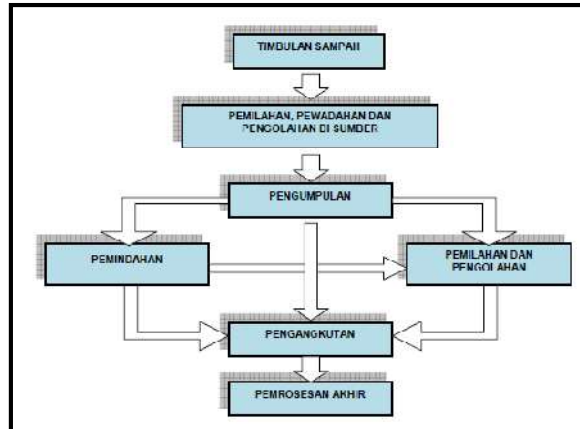 TIMBULAN SAMPAH
PEMILAHAN, PEWADAHAN DAN
PENGOLAHAN DI SUMBER
PENGUMPULAN
PEMINDAHAN
PEMILAHAN DAN
PENGOLAHAN
PENGANGKUTAN
PEMROSESAN AKHIR